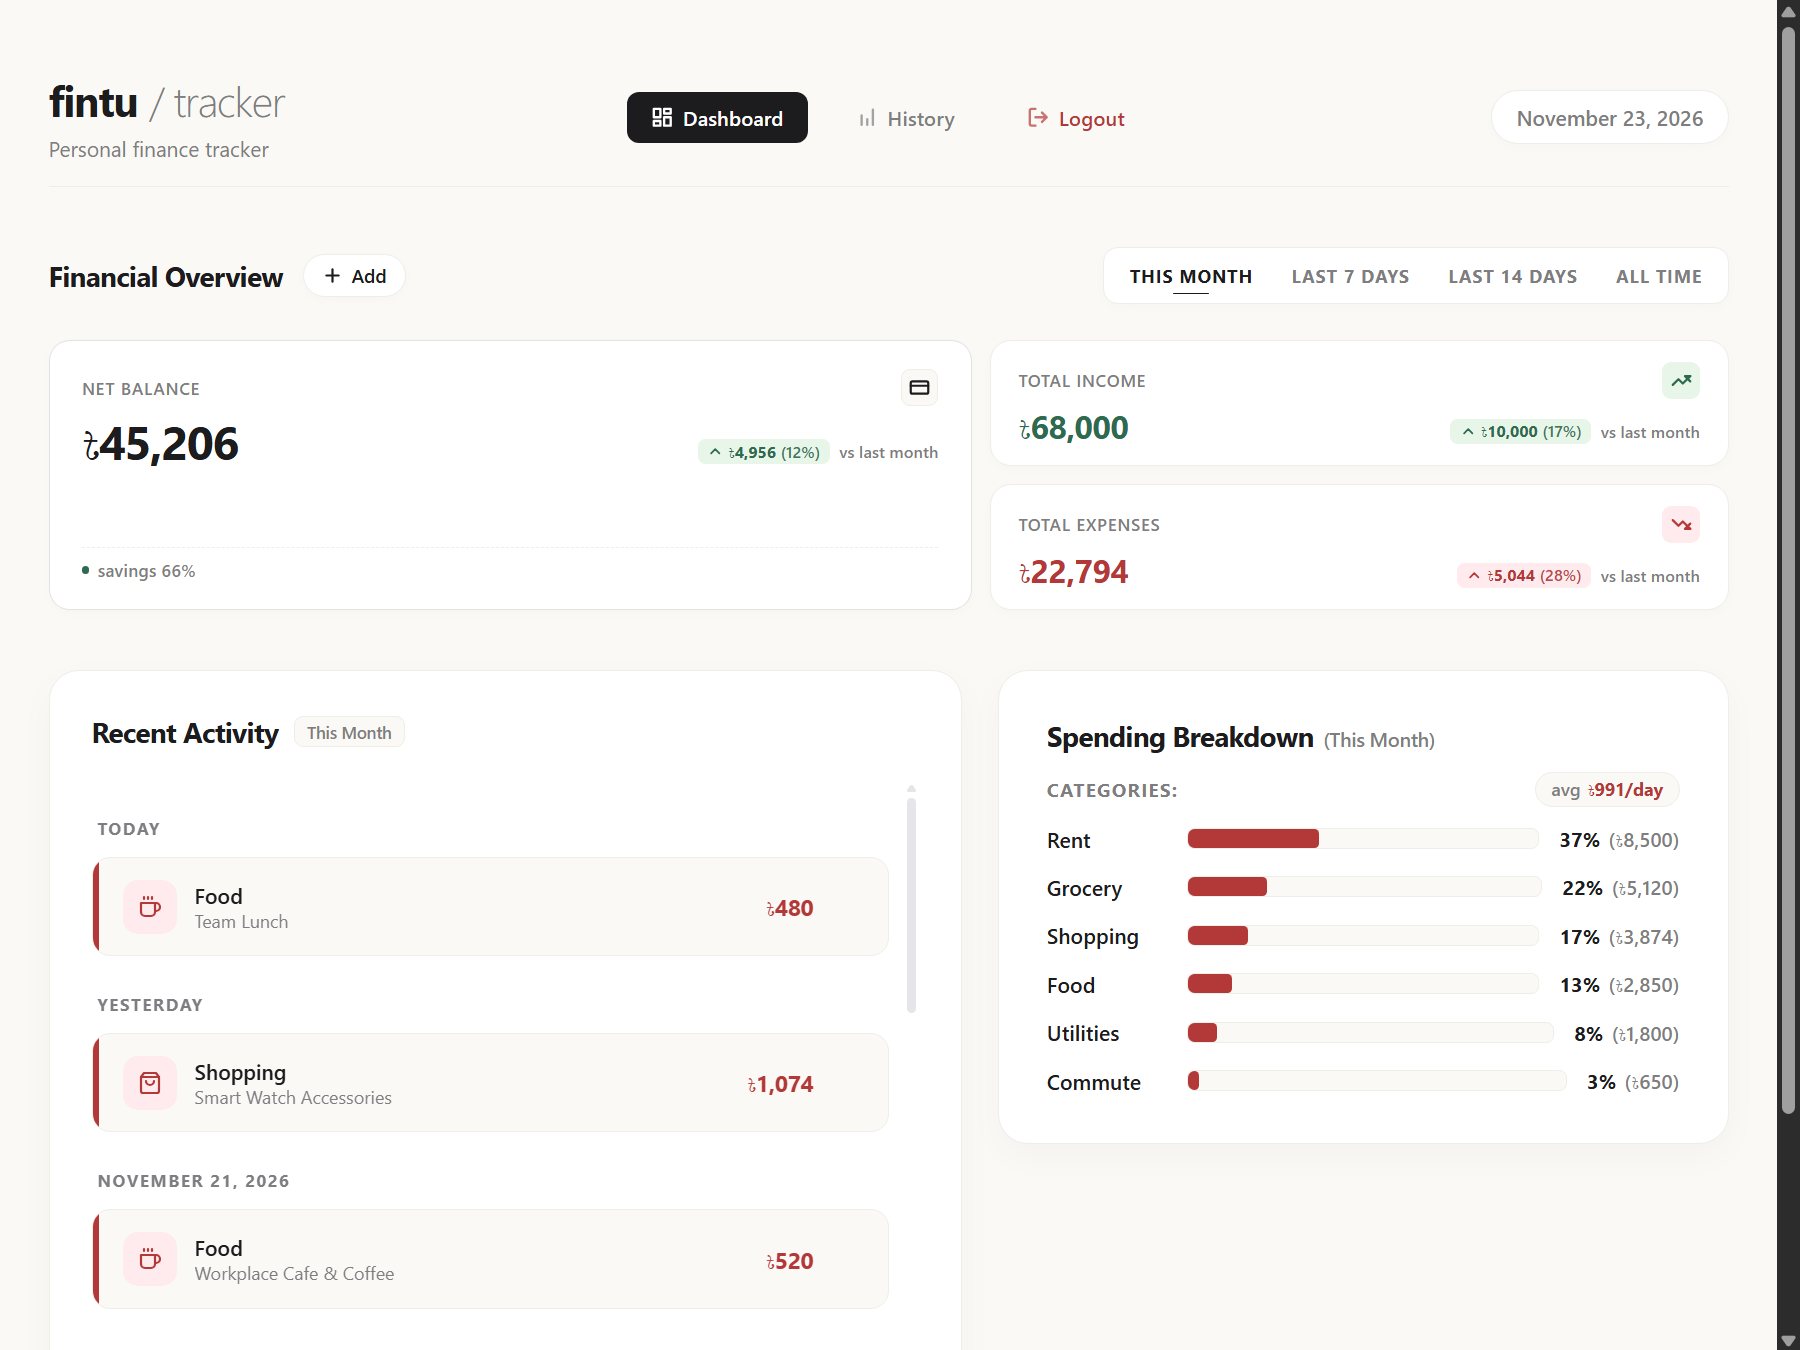 fintu / tracker
Personal finance tracker
Dashboard
History
Logout
November 23, 2026
Financial Overview
+ Add
THIS MONTH
LAST 7 DAYS
LAST 14 DAYS
ALL TIME
NET BALANCE
৳45,206
৳4,956 (12%) vs last month
savings 66%
TOTAL INCOME
৳68,000
৳10,000 (17%) vs last month
TOTAL EXPENSES
৳22,794
৳5,044 (28%) vs last month
Recent Activity This Month
TODAY
Food
Team Lunch
৳480
YESTERDAY
Shopping
Smart Watch Accessories
৳1,074
NOVEMBER 21, 2026
Food
Workplace Cafe & Coffee
৳520
Spending Breakdown (This Month)
CATEGORIES:
avg ৳991/day
Rent 37% (৳8,500)
Grocery 22% (৳5,120)
Shopping 17% (৳3,874)
Food 13% (৳2,850)
Utilities 8% (৳1,800)
Commute 3% (৳650)